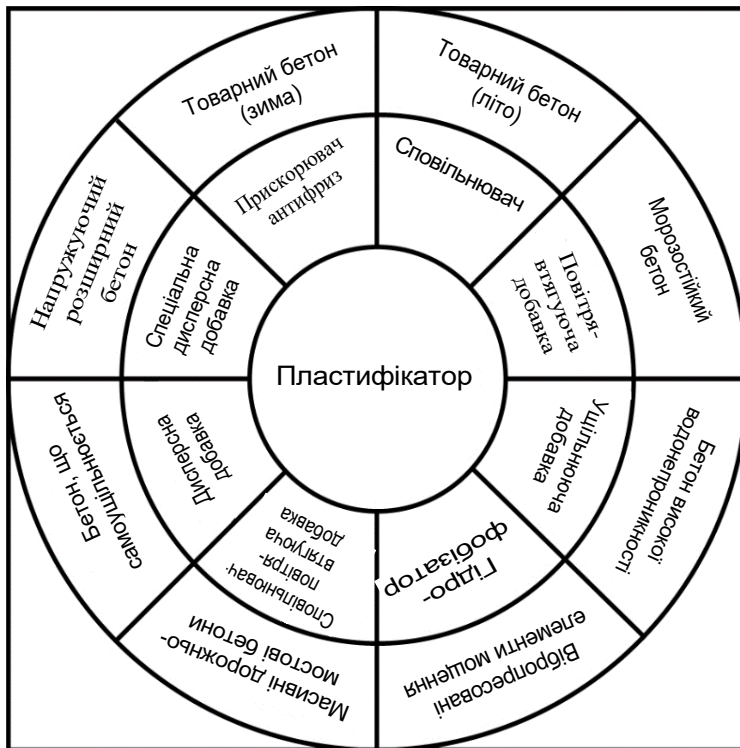 Товарний бетон
(зима)
Товарний бетон
(літо)
Морозостійкий
бетон
Бетон високої
водонепроникності
Вібропресовані
елементи мощення
Масивні дорожньо-
мостові бетони
Бетон, що
самоущільнюється
Напружуючий
розширний
бетон
Прискорювач
антифриз
Сповільнювач
Повітря-
втягуюча
добавка
Ущільнююча
добавка
Гідро-
фобізатор
Сповільнювач
повітря-
втягуюча
добавка
Дисперсна
добавка
Спеціальна
дисперсна
добавка
Пластифікатор